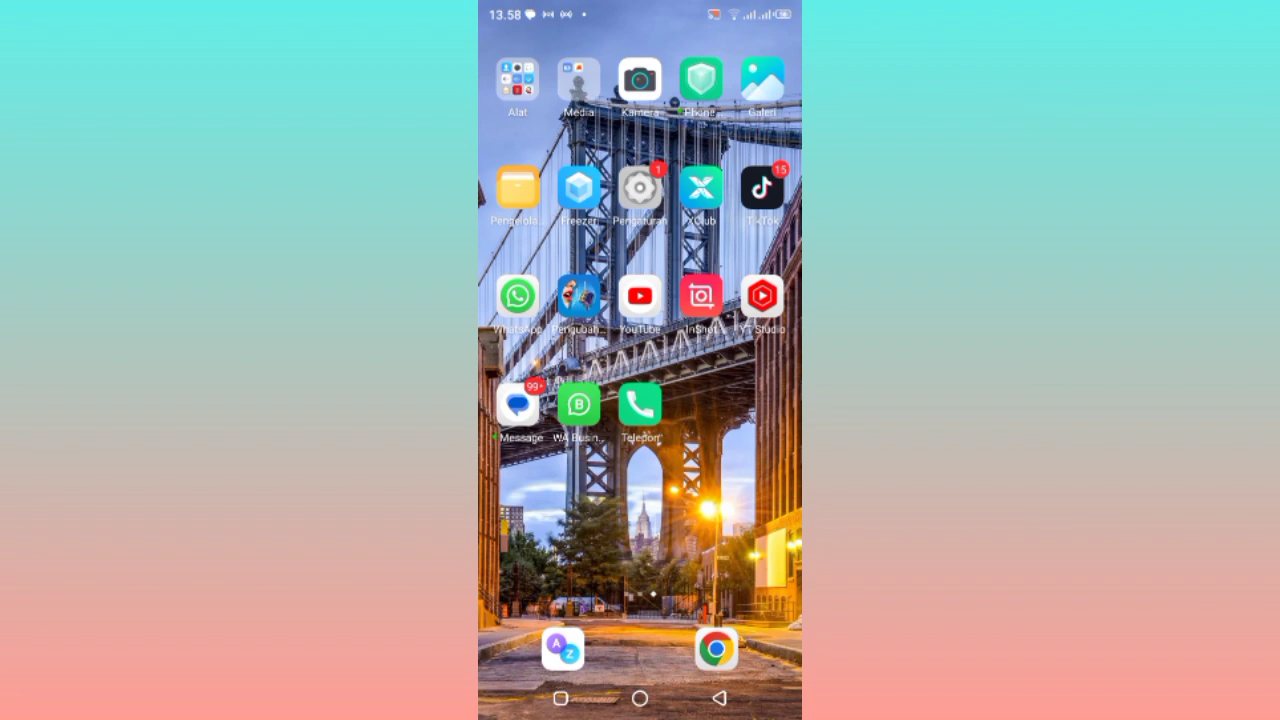 13.58
Alat
Media
Kamera
Phone...
Galeri
Pengelola...
Freezer
1
Pengaturan
XClub
15
TikTok
WhatsApp
Pengubah...
YouTube
InShot
YT Studio
99+
Message
B
WA Busin...
Telepon
A
Z